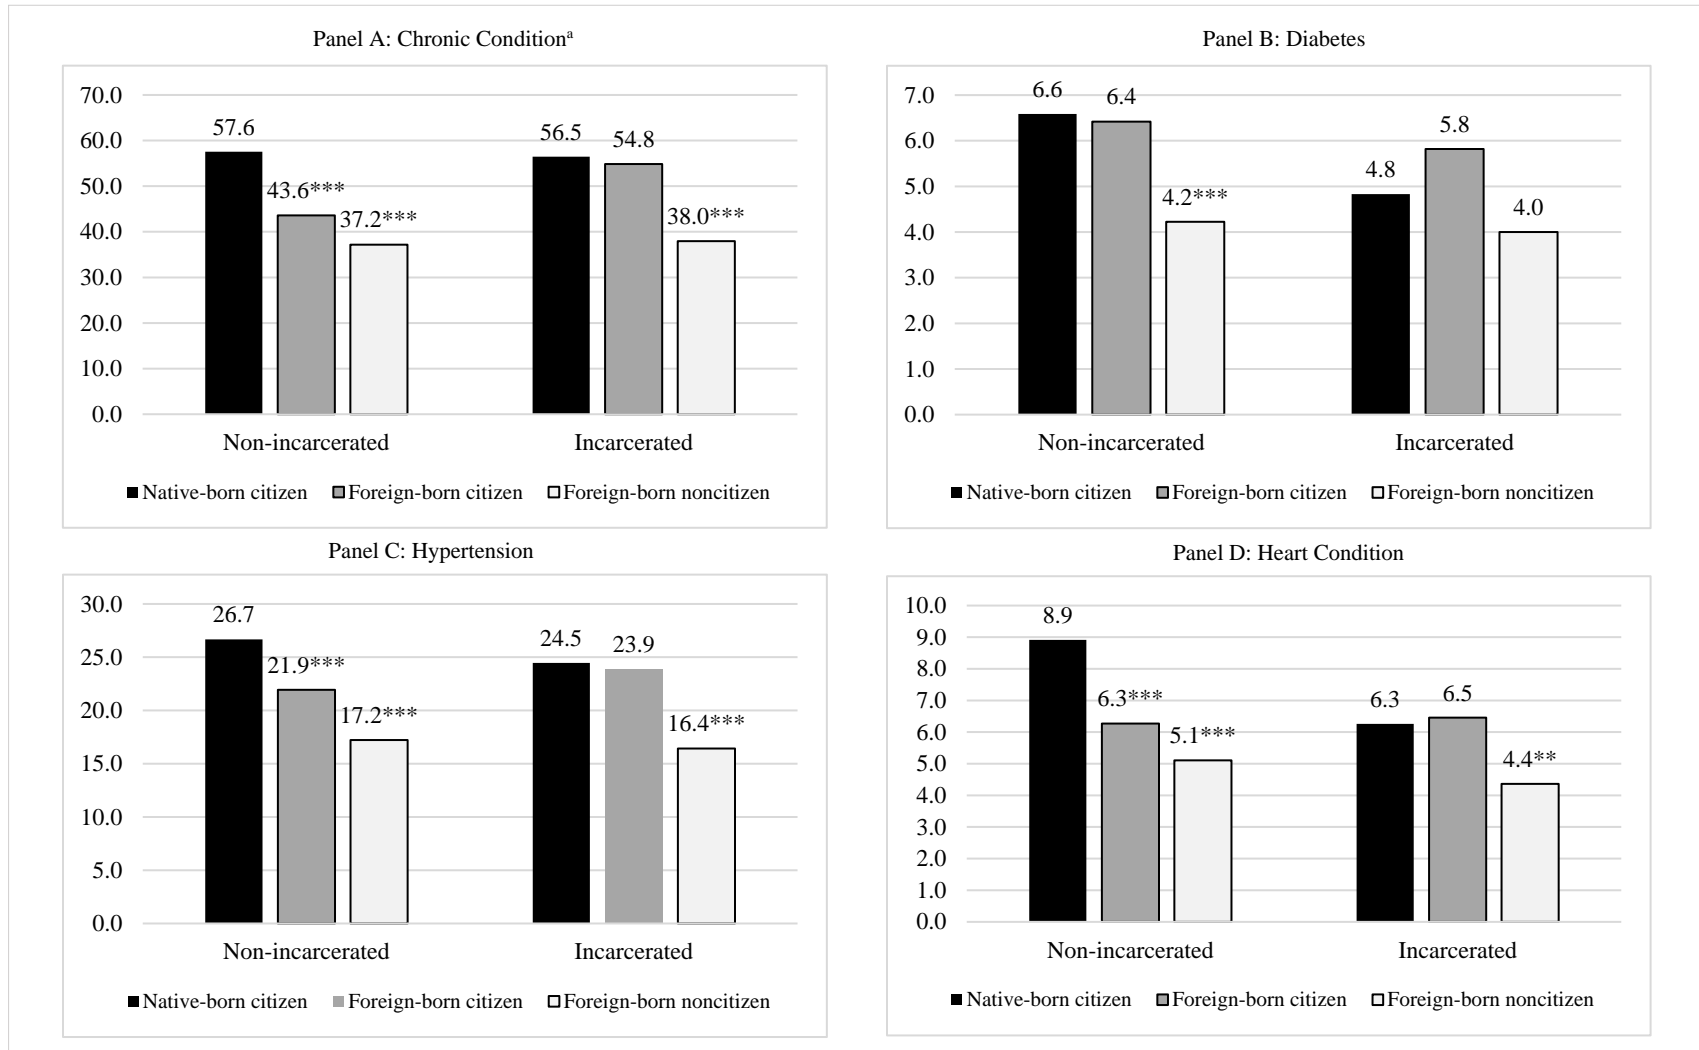 Panel A: Chronic Conditionᵃ
70.0
60.0
50.0
40.0
30.0
20.0
10.0
0.0
57.6
43.6***
37.2***
56.5
54.8
38.0***
Non-incarcerated
Incarcerated
Native-born citizen
Foreign-born citizen
Foreign-born noncitizen
Panel B: Diabetes
7.0
6.0
5.0
4.0
3.0
2.0
1.0
0.0
6.6
6.4
4.2***
4.8
5.8
4.0
Non-incarcerated
Incarcerated
Native-born citizen
Foreign-born citizen
Foreign-born noncitizen
Panel C: Hypertension
30.0
25.0
20.0
15.0
10.0
5.0
0.0
26.7
21.9***
17.2***
24.5
23.9
16.4***
Non-incarcerated
Incarcerated
Native-born citizen
Foreign-born citizen
Foreign-born noncitizen
Panel D: Heart Condition
10.0
9.0
8.0
7.0
6.0
5.0
4.0
3.0
2.0
1.0
0.0
8.9
6.3***
5.1***
6.3
6.5
4.4**
Non-incarcerated
Incarcerated
Native-born citizen
Foreign-born citizen
Foreign-born noncitizen